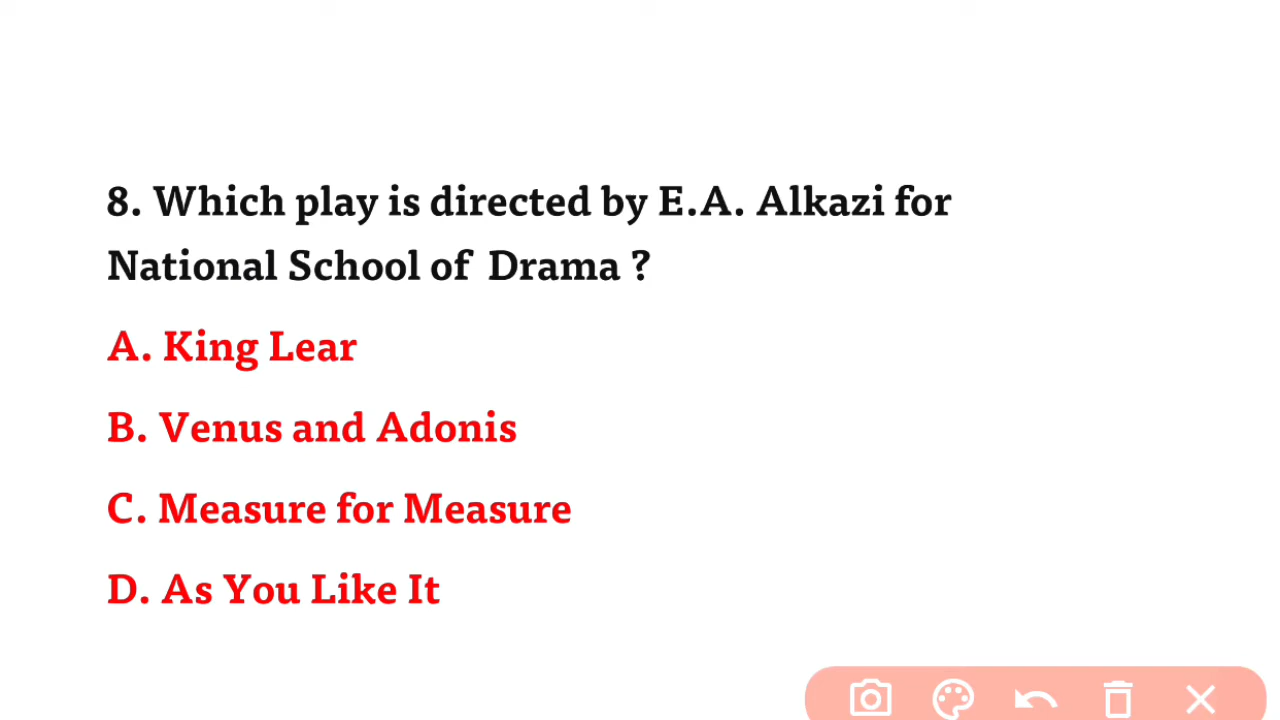 8. Which play is directed by E.A. Alkazi for
National School of Drama ?
A. King Lear
B. Venus and Adonis
C. Measure for Measure
D. As You Like It